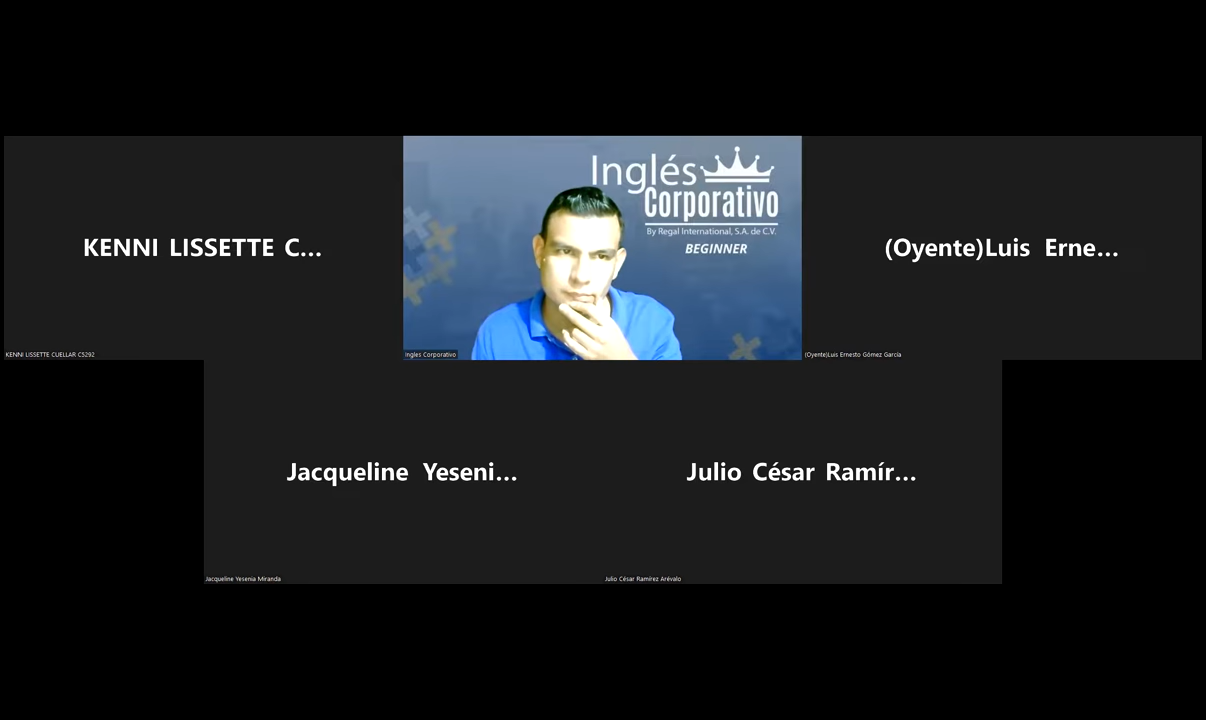 KENNI LISSETTE C...
KENNI LISSETTE CUELLAR C5292
Inglés
Corporativo
By Regal International, S.A. de C.V.
BEGINNER
Ingles Corporativo
(Oyente)Luis Erne...
(Oyente)Luis Ernesto Gómez García
Jacqueline Yeseni...
Jacqueline Yesenia Miranda
Julio César Ramír...
Julio César Ramírez Arévalo